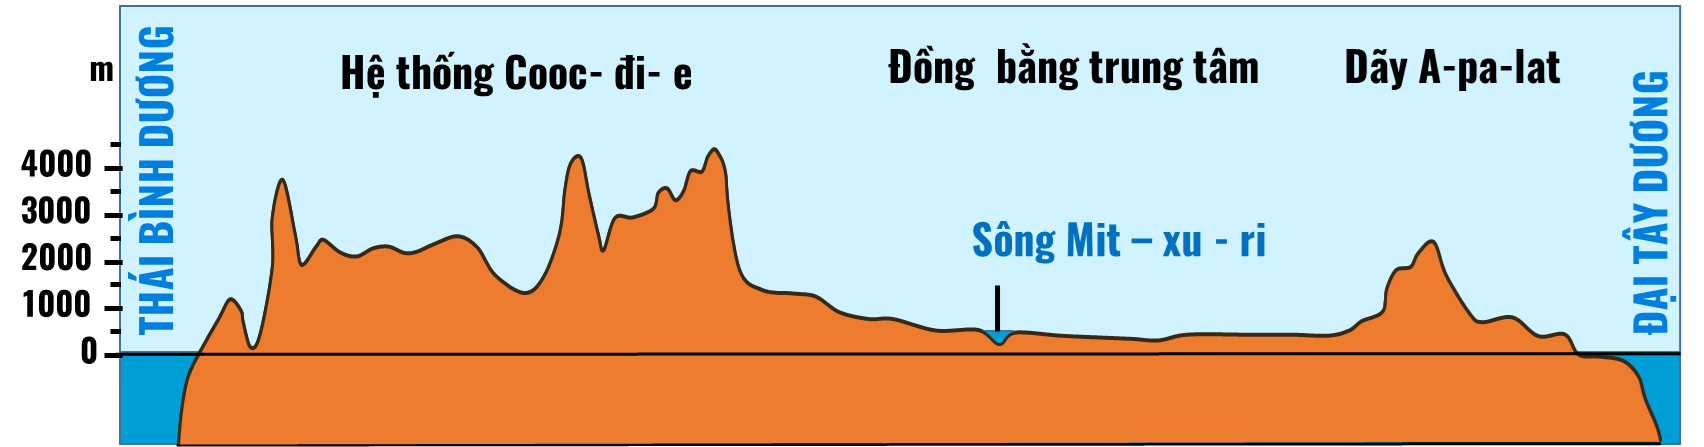 m
4000
3000
2000
1000
0
THÁI BÌNH DƯƠNG
Hệ thống Cooc- đi- e
Đồng bằng trung tâm
Dãy A-pa-lat
Sông Mit – xu - ri
ĐẠI TÂY DƯƠNG